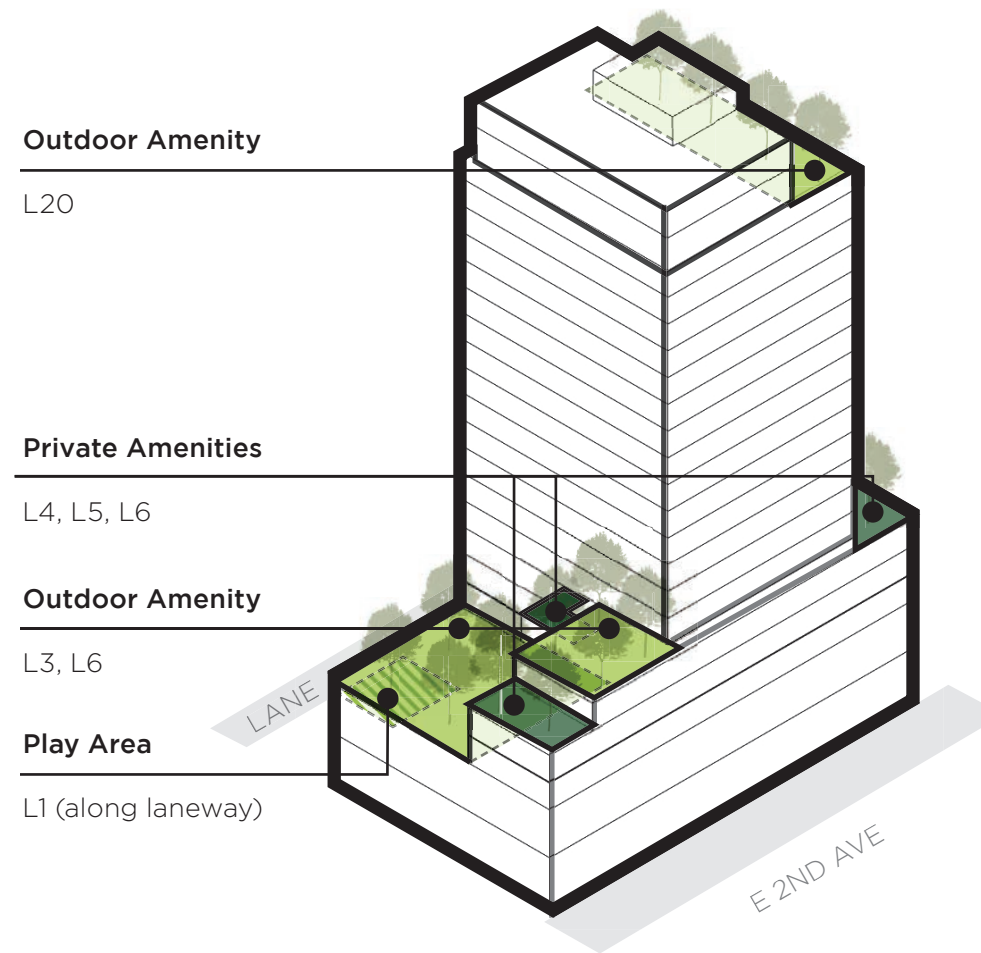 Outdoor Amenity
L20
Private Amenities
L4, L5, L6
Outdoor Amenity
L3, L6
LANE
Play Area
L1 (along laneway)
E 2ND AVE